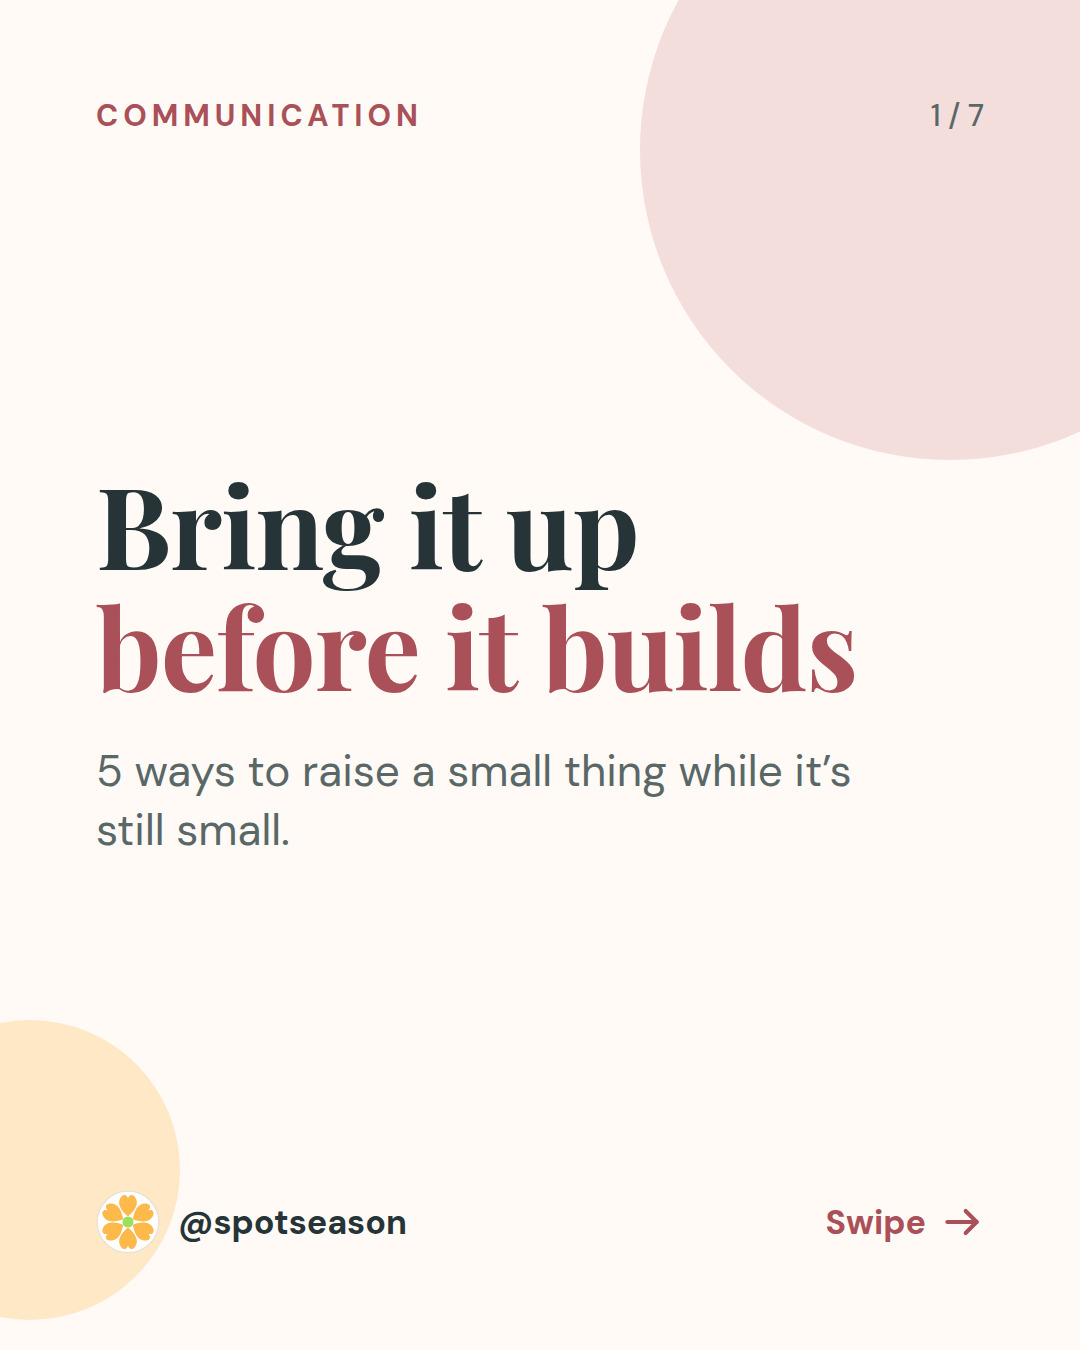 COMMUNICATION
1 / 7
Bring it up
before it builds
5 ways to raise a small thing while it’s
still small.
@spotseason
Swipe →